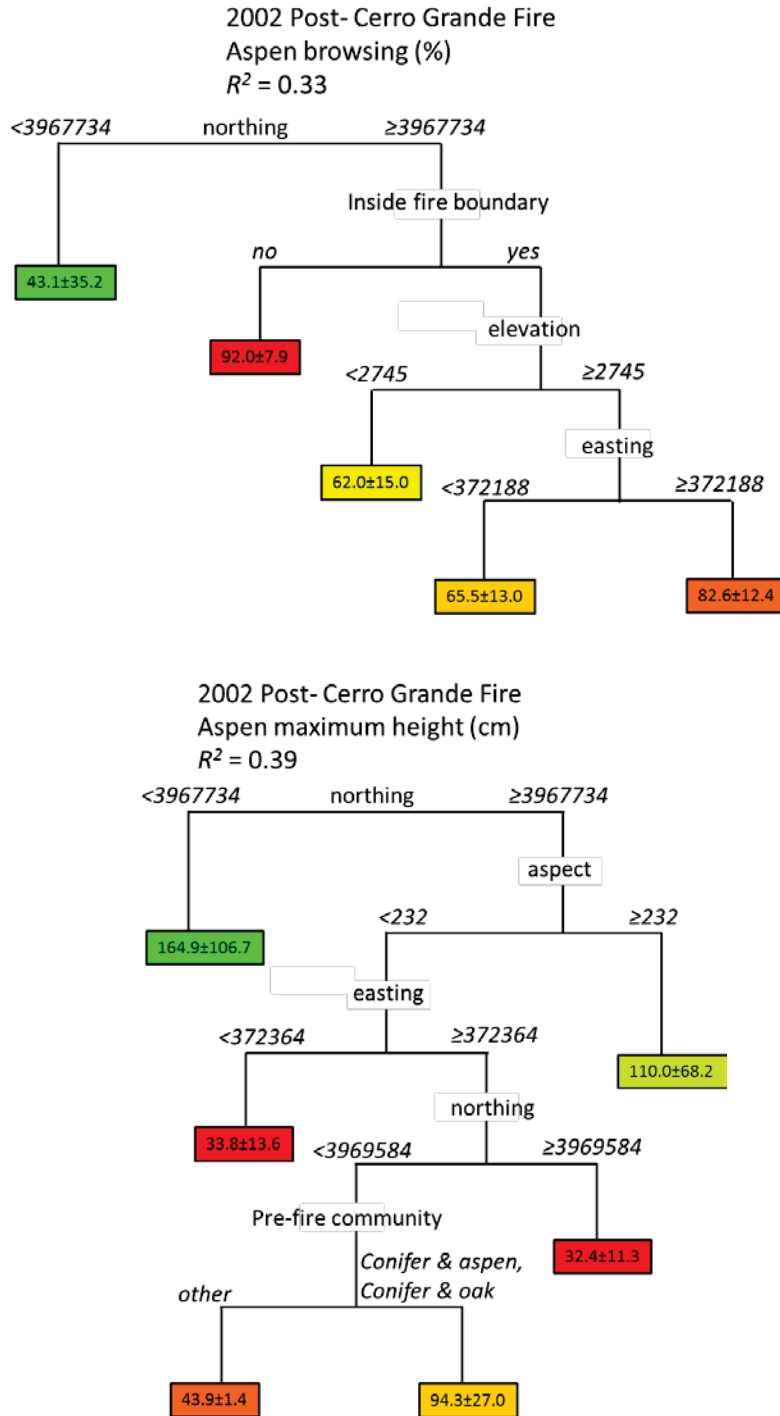 2002 Post- Cerro Grande Fire
Aspen browsing (%)
R² = 0.33
<3967734 northing ≥3967734
Inside fire boundary
no yes
43.1±35.2
elevation
92.0±7.9
<2745 ≥2745
easting
62.0±15.0
<372188 ≥372188
65.5±13.0 82.6±12.4
2002 Post- Cerro Grande Fire
Aspen maximum height (cm)
R² = 0.39
<3967734 northing ≥3967734
aspect
<232 ≥232
164.9±106.7
easting
<372364 ≥372364
110.0±68.2
northing
33.8±13.6
<3969584 ≥3969584
Pre-fire community
32.4±11.3
Conifer & aspen,
other Conifer & oak
43.9±1.4 94.3±27.0